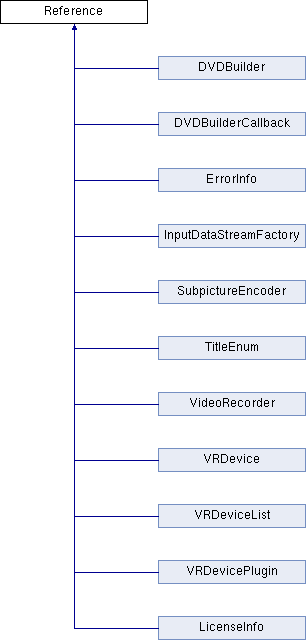 Reference
DVDBuilder
DVDBuilderCallback
ErrorInfo
InputDataStreamFactory
SubpictureEncoder
TitleEnum
VideoRecorder
VRDevice
VRDeviceList
VRDevicePlugin
LicenseInfo